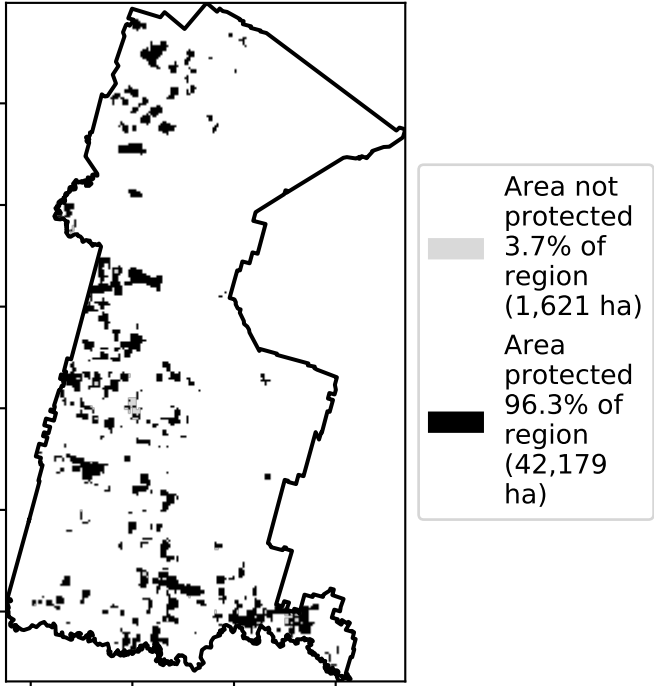 Area not
protected
3.7% of
region
(1,621 ha)
Area
protected
96.3% of
region
(42,179
ha)